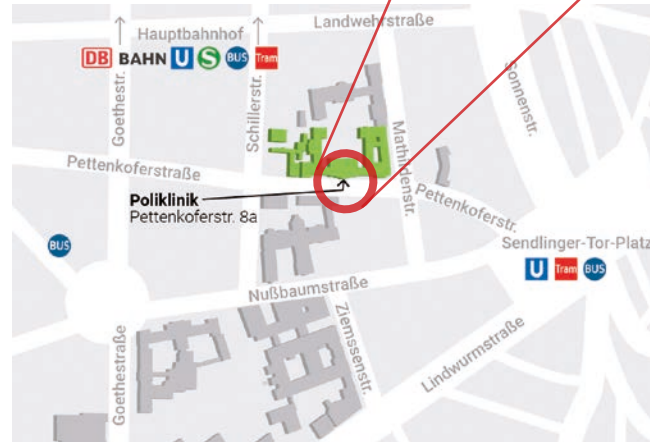 Landwehrstraße
Hauptbahnhof
DB BAHN U S BUS Tram
Goethestr.
Schillerstr.
Sonnenstr.
Mathildenstr.
Pettenkoferstraße
Poliklinik
Pettenkoferstr. 8a
Pettenkoferstr.
Sendlinger-Tor-Platz
U Tram BUS
BUS
Nußbaumstraße
Ziemssenstr.
Lindwurmstraße
Goethestraße